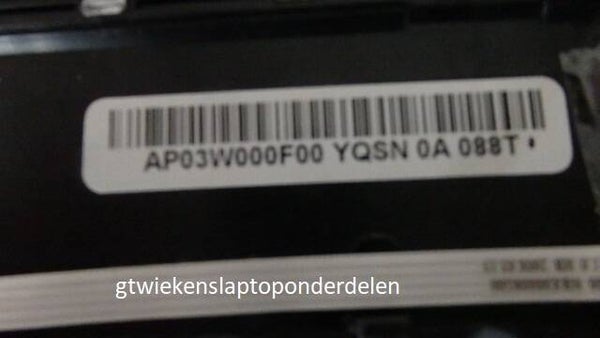 AP03W000F00 YQSN 0A 088T
gtwiekenslaptoponderdelen